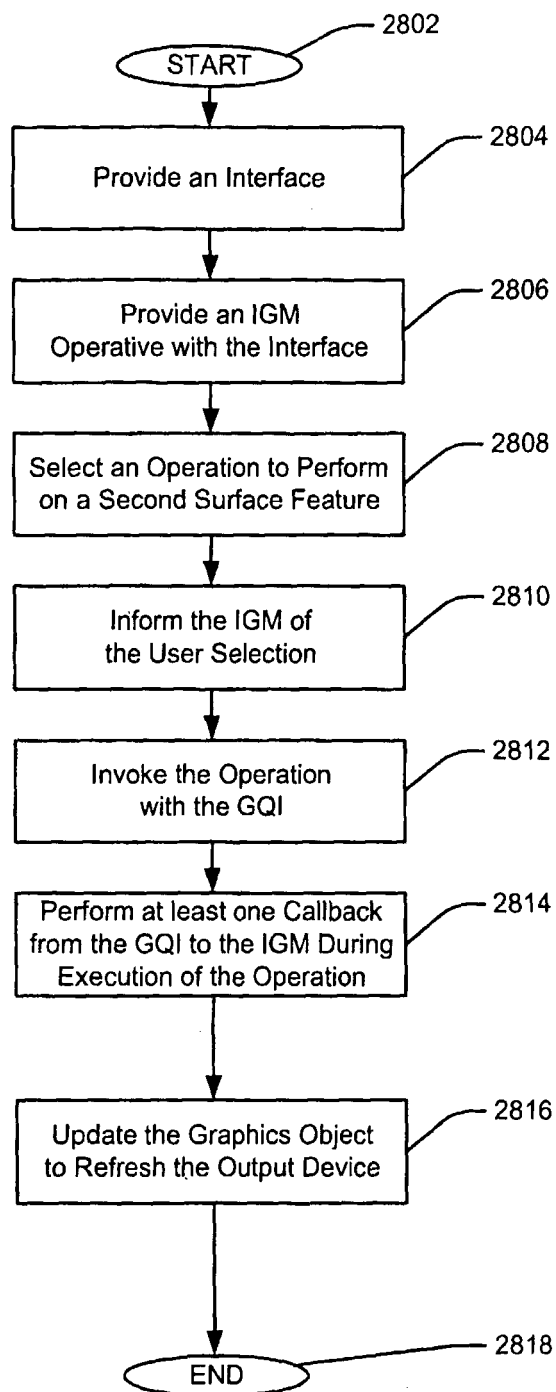 2802
START
2804
Provide an Interface
2806
Provide an IGM
Operative with the Interface
2808
Select an Operation to Perform
on a Second Surface Feature
2810
Inform the IGM of
the User Selection
2812
Invoke the Operation
with the GQI
2814
Perform at least one Callback
from the GQI to the IGM During
Execution of the Operation
2816
Update the Graphics Object
to Refresh the Output Device
2818
END